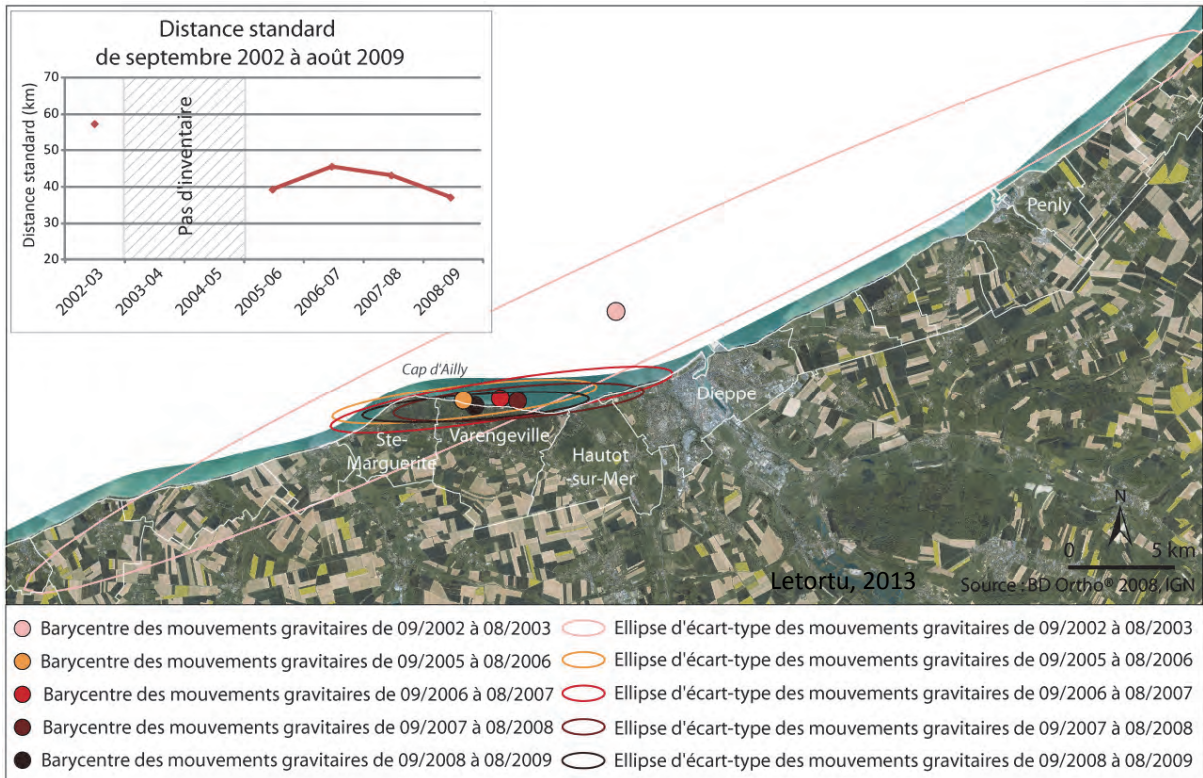 Distance standard
de septembre 2002 à août 2009
Distance standard (km)
70
60
50
40
30
20
Pas d'inventaire
2002-03
2003-04
2004-05
2005-06
2006-07
2007-08
2008-09
Penly
Cap d'Ailly
Dieppe
Ste-
Marguerite
Varengeville
Hautot
-sur-Mer
N
0 5 km
Letortu, 2013
Source : BD Ortho® 2008, IGN
Barycentre des mouvements gravitaires de 09/2002 à 08/2003
Ellipse d'écart-type des mouvements gravitaires de 09/2002 à 08/2003
Barycentre des mouvements gravitaires de 09/2005 à 08/2006
Ellipse d'écart-type des mouvements gravitaires de 09/2005 à 08/2006
Barycentre des mouvements gravitaires de 09/2006 à 08/2007
Ellipse d'écart-type des mouvements gravitaires de 09/2006 à 08/2007
Barycentre des mouvements gravitaires de 09/2007 à 08/2008
Ellipse d'écart-type des mouvements gravitaires de 09/2007 à 08/2008
Barycentre des mouvements gravitaires de 09/2008 à 08/2009
Ellipse d'écart-type des mouvements gravitaires de 09/2008 à 08/2009